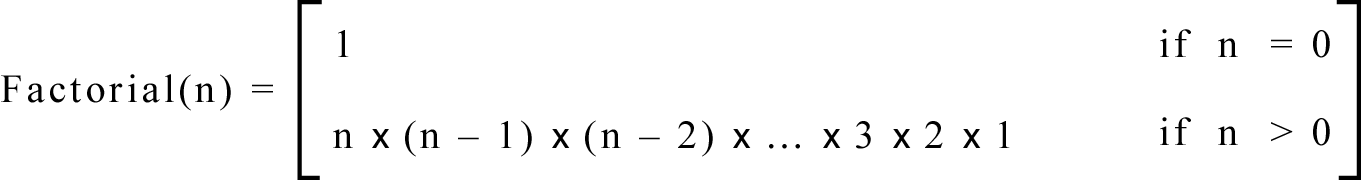 1 if n = 0
Factorial(n) =
n x (n – 1) x (n – 2) x ... x 3 x 2 x 1 if n > 0